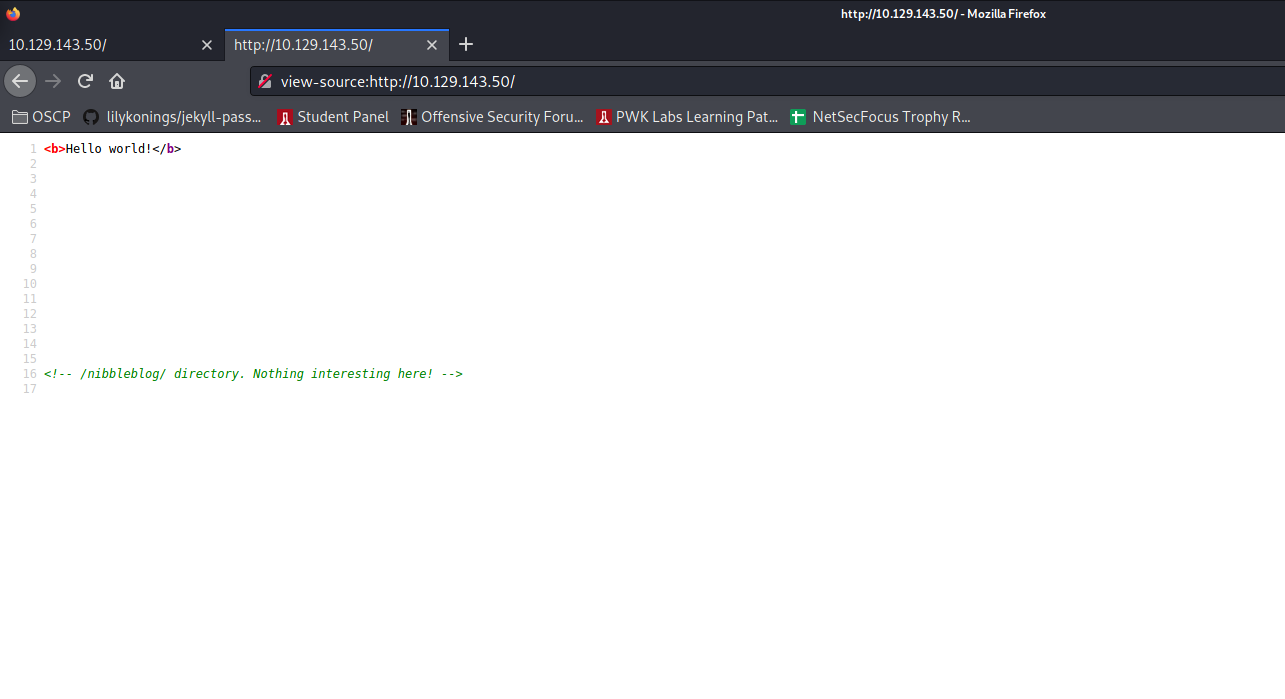 http://10.129.143.50/ - Mozilla Firefox
10.129.143.50/
http://10.129.143.50/
view-source:http://10.129.143.50/
OSCP lilykonings/jekyll-pass... Student Panel Offensive Security Foru... PWK Labs Learning Pat... NetSecFocus Trophy R...
1 <b>Hello world!</b>
2
3
4
5
6
7
8
9
10
11
12
13
14
15
16 <!-- /nibbleblog/ directory. Nothing interesting here! -->
17